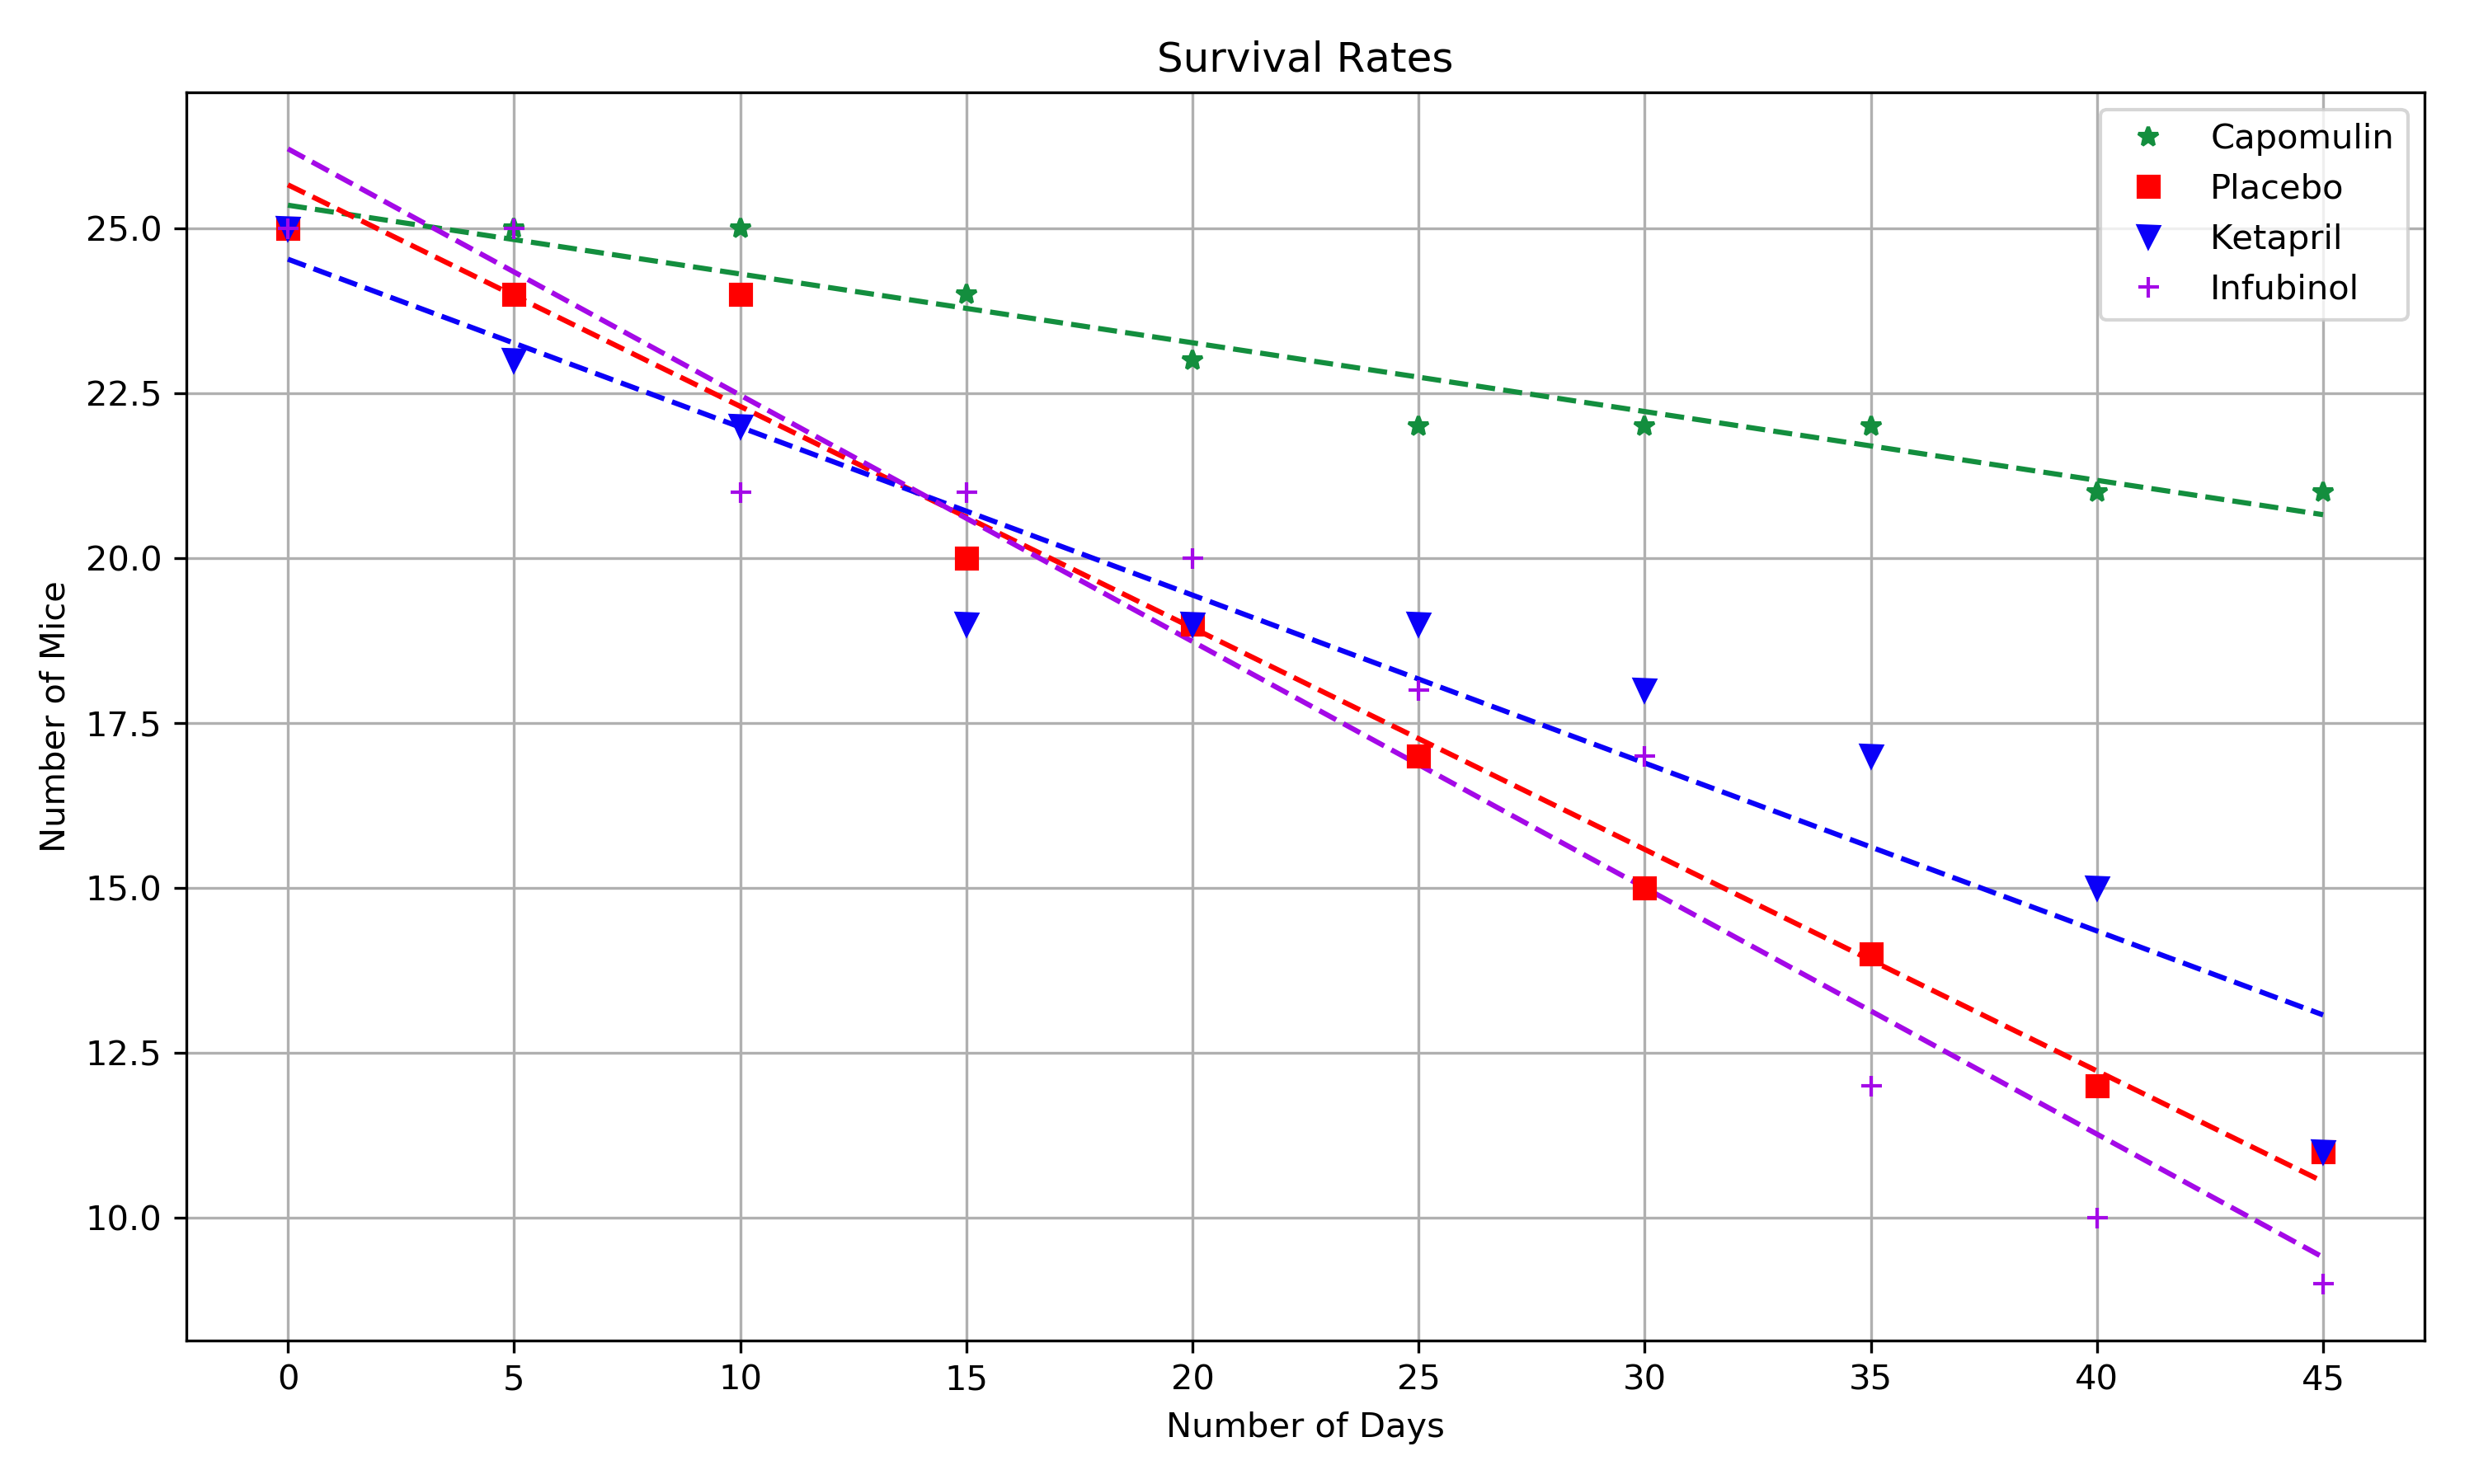 Survival Rates
Capomulin
Placebo
Ketapril
Infubinol
Number of Mice
25.0
22.5
20.0
17.5
15.0
12.5
10.0
0 5 10 15 20 25 30 35 40 45
Number of Days